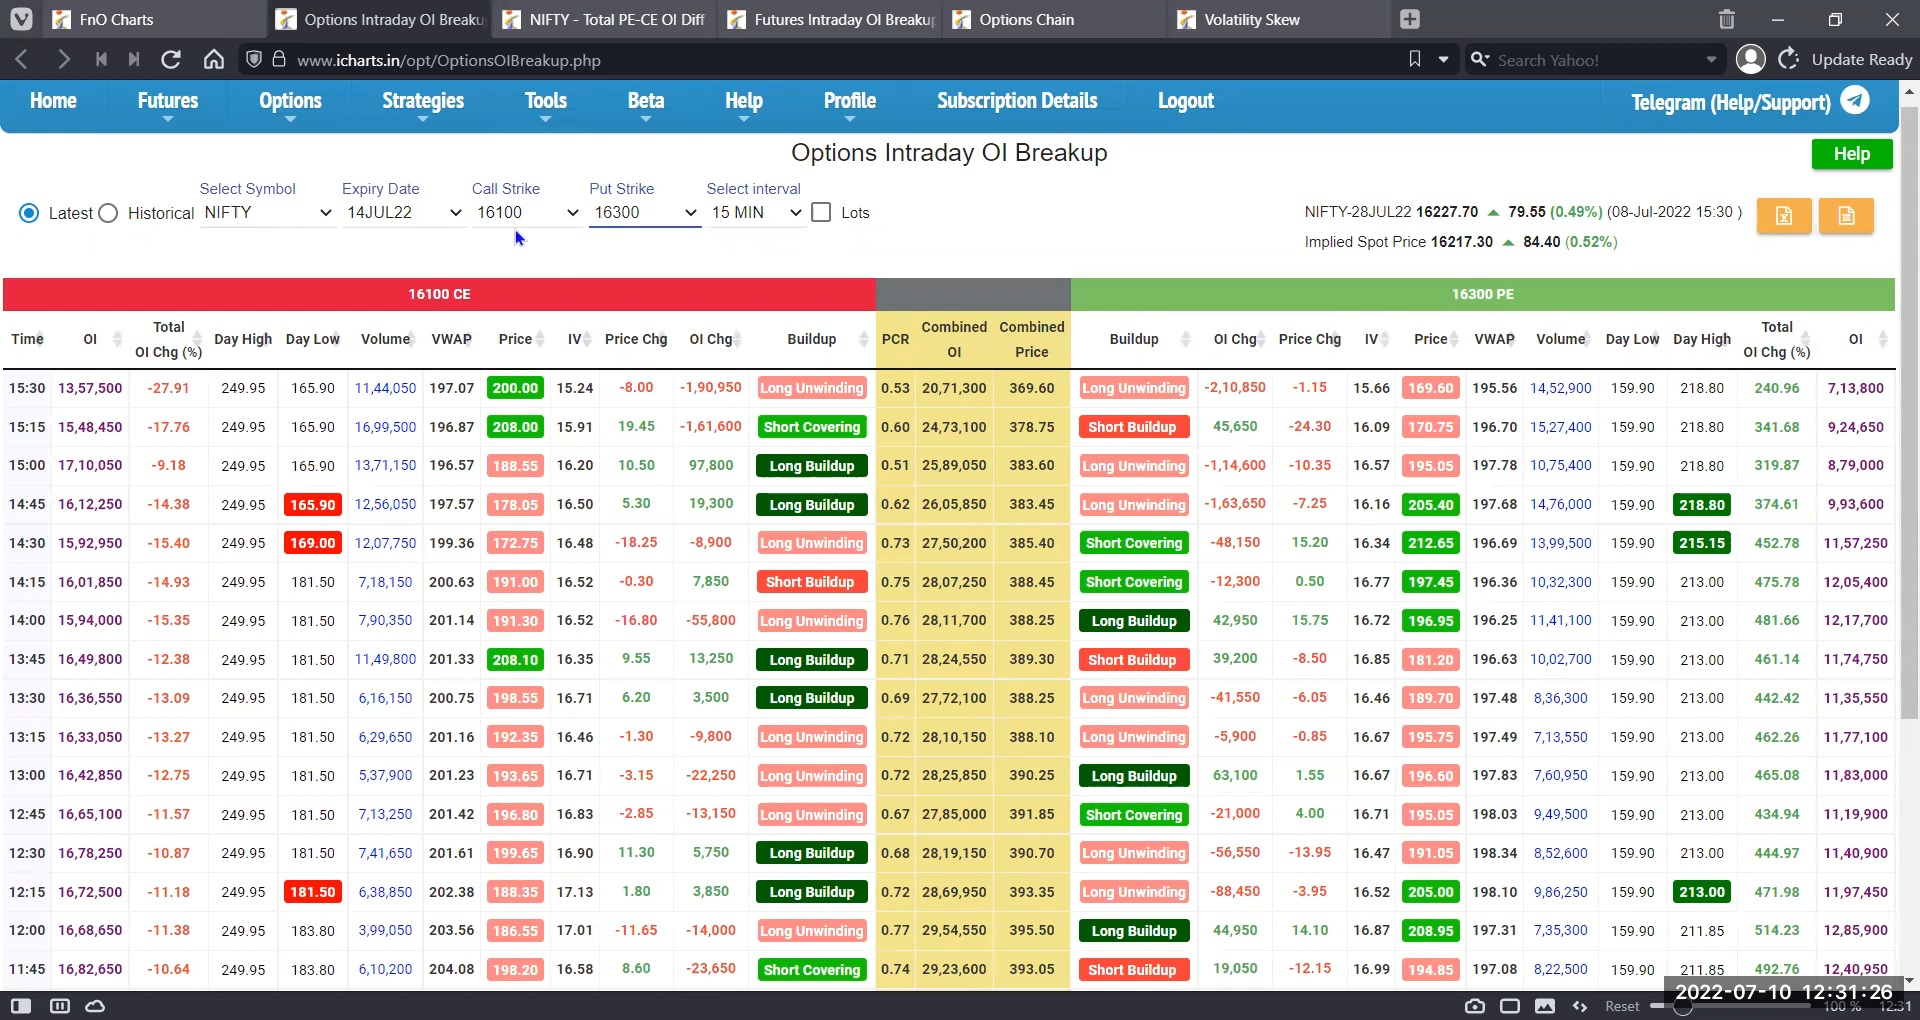 FnO Charts
Options Intraday OI Breaku
NIFTY - Total PE-CE OI Diff
Futures Intraday OI Breakup
Options Chain
Volatility Skew
www.icharts.in/opt/OptionsOIBreakup.php
Search Yahoo!
Update Ready
Home Futures Options Strategies Tools Beta Help Profile Subscription Details Logout Telegram (Help/Support)
Options Intraday OI Breakup
Help
Select Symbol Expiry Date Call Strike Put Strike Select interval
Latest Historical NIFTY 14JUL22 16100 16300 15 MIN Lots
NIFTY-28JUL22 16227.70 ▲ 79.55 (0.49%) (08-Jul-2022 15:30 )
Implied Spot Price 16217.30 ▲ 84.40 (0.52%)
16100 CE 16300 PE
Time OI Total OI Chg (%) Day High Day Low Volume VWAP Price IV Price Chg OI Chg Buildup PCR Combined OI Combined Price Buildup OI Chg Price Chg IV Price VWAP Volume Day Low Day High Total OI Chg (%) OI
15:30 13,57,500 -27.91 249.95 165.90 11,44,050 197.07 200.00 15.24 -8.00 -1,90,950 Long Unwinding 0.53 20,71,300 369.60 Long Unwinding -2,10,850 -1.15 15.66 169.60 195.56 14,52,900 159.90 218.80 240.96 7,13,800
15:15 15,48,450 -17.76 249.95 165.90 16,99,500 196.87 208.00 15.91 19.45 -1,61,600 Short Covering 0.60 24,73,100 378.75 Short Buildup 45,650 -24.30 16.09 170.75 196.70 15,27,400 159.90 218.80 341.68 9,24,650
15:00 17,10,050 -9.18 249.95 165.90 13,71,150 196.57 188.55 16.20 10.50 97,800 Long Buildup 0.51 25,89,050 383.60 Long Unwinding -1,14,600 -10.35 16.57 195.05 197.78 10,75,400 159.90 218.80 319.87 8,79,000
14:45 16,12,250 -14.38 249.95 165.90 12,56,050 197.57 178.05 16.50 5.30 19,300 Long Buildup 0.62 26,05,850 383.45 Long Unwinding -1,63,650 -7.25 16.16 205.40 197.68 14,76,000 159.90 218.80 374.61 9,93,600
14:30 15,92,950 -15.40 249.95 169.00 12,07,750 199.36 172.75 16.48 -18.25 -8,900 Long Unwinding 0.73 27,50,200 385.40 Short Covering -48,150 15.20 16.34 212.65 196.69 13,99,500 159.90 215.15 452.78 11,57,250
14:15 16,01,850 -14.93 249.95 181.50 7,18,150 200.63 191.00 16.52 -0.30 7,850 Short Buildup 0.75 28,07,250 388.45 Short Covering -12,300 0.50 16.77 197.45 196.36 10,32,300 159.90 213.00 475.78 12,05,400
14:00 15,94,000 -15.35 249.95 181.50 7,90,350 201.14 191.30 16.52 -16.80 -55,800 Long Unwinding 0.76 28,11,700 388.25 Long Buildup 42,950 15.75 16.72 196.95 196.25 11,41,100 159.90 213.00 481.66 12,17,700
13:45 16,49,800 -12.38 249.95 181.50 11,49,800 201.33 208.10 16.35 9.55 13,250 Long Buildup 0.71 28,24,550 389.30 Short Buildup 39,200 -8.50 16.85 181.20 196.63 10,02,700 159.90 213.00 461.14 11,74,750
13:30 16,36,550 -13.09 249.95 181.50 6,16,150 200.75 198.55 16.71 6.20 3,500 Long Buildup 0.69 27,72,100 388.25 Long Unwinding -41,550 -6.05 16.46 189.70 197.48 8,36,300 159.90 213.00 442.42 11,35,550
13:15 16,33,050 -13.27 249.95 181.50 6,29,650 201.16 192.35 16.46 -1.30 -9,800 Long Unwinding 0.72 28,10,150 388.10 Long Unwinding -5,900 -0.85 16.67 195.75 197.49 7,13,550 159.90 213.00 462.26 11,77,100
13:00 16,42,850 -12.75 249.95 181.50 5,37,900 201.23 193.65 16.71 -3.15 -22,250 Long Unwinding 0.72 28,25,850 390.25 Long Buildup 63,100 1.55 16.67 196.60 197.83 7,60,950 159.90 213.00 465.08 11,83,000
12:45 16,65,100 -11.57 249.95 181.50 7,13,250 201.42 196.80 16.83 -2.85 -13,150 Long Unwinding 0.67 27,85,000 391.85 Short Covering -21,000 4.00 16.71 195.05 198.03 9,49,500 159.90 213.00 434.94 11,19,900
12:30 16,78,250 -10.87 249.95 181.50 7,41,650 201.61 199.65 16.90 11.30 5,750 Long Buildup 0.68 28,19,150 390.70 Long Unwinding -56,550 -13.95 16.47 191.05 198.34 8,52,600 159.90 213.00 444.97 11,40,900
12:15 16,72,500 -11.18 249.95 181.50 6,38,850 202.38 188.35 17.13 1.80 3,850 Long Buildup 0.72 28,69,950 393.35 Long Unwinding -88,450 -3.95 16.52 205.00 198.10 9,86,250 159.90 213.00 471.98 11,97,450
12:00 16,68,650 -11.38 249.95 183.80 3,99,050 203.56 186.55 17.01 -11.65 -14,000 Long Unwinding 0.77 29,54,550 395.50 Long Buildup 44,950 14.10 16.87 208.95 197.31 7,35,300 159.90 211.85 514.23 12,85,900
11:45 16,82,650 -10.64 249.95 183.80 6,10,200 204.08 198.20 16.58 8.60 -23,650 Short Covering 0.74 29,23,600 393.05 Short Buildup 19,050 -12.15 16.99 194.85 197.08 8,22,500 159.90 211.85 492.76 12,40,950
2022-07-10 12:31:26
Reset 100 % 12:31